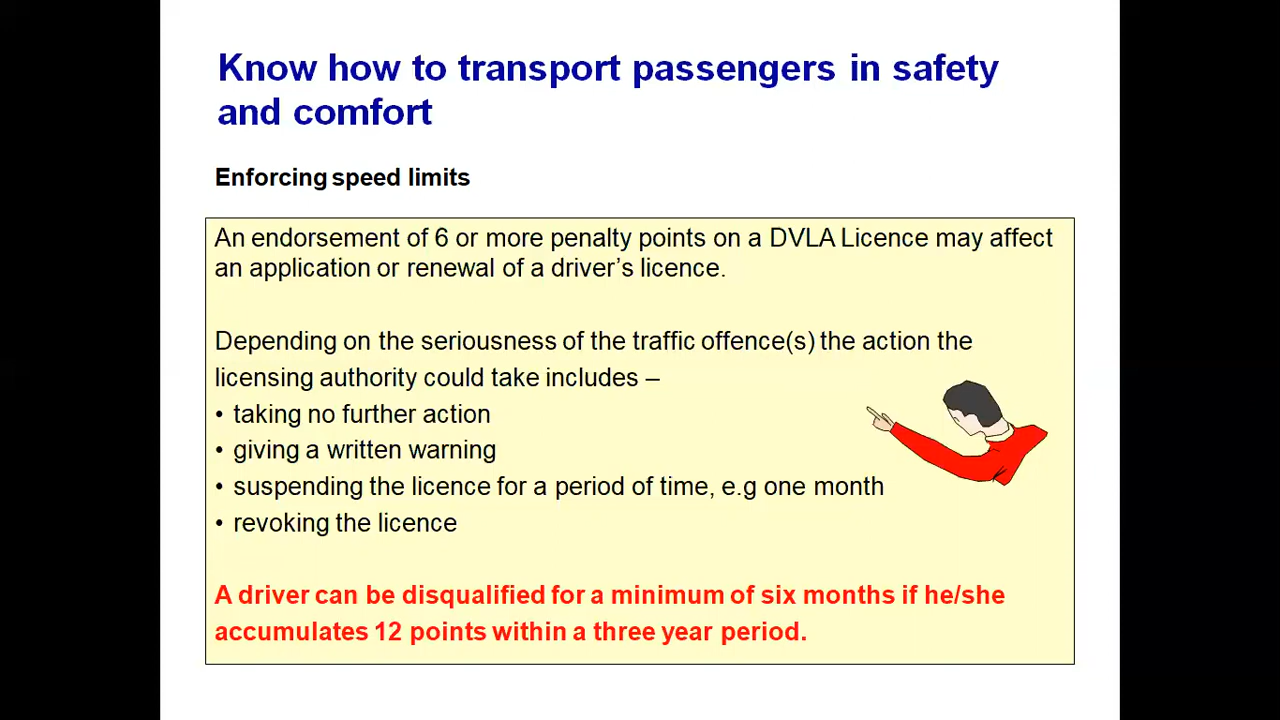 Know how to transport passengers in safety
and comfort
Enforcing speed limits
An endorsement of 6 or more penalty points on a DVLA Licence may affect
an application or renewal of a driver’s licence.
Depending on the seriousness of the traffic offence(s) the action the
licensing authority could take includes –
• taking no further action
• giving a written warning
• suspending the licence for a period of time, e.g one month
• revoking the licence
A driver can be disqualified for a minimum of six months if he/she
accumulates 12 points within a three year period.